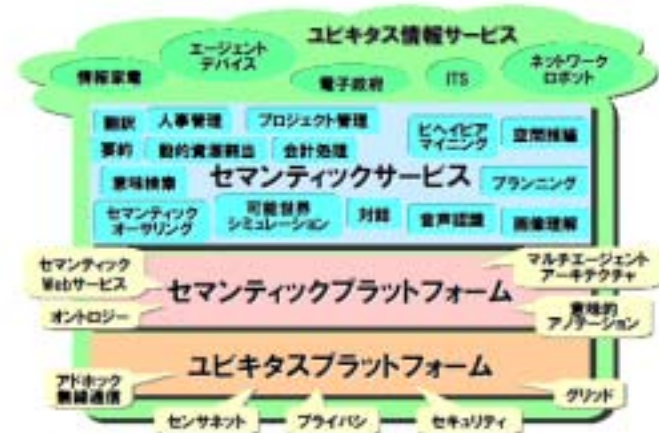 ユビキタス情報サービス
情報家電
エージェント
デバイス
電子政府
ITS
ネットワーク
ロボット
翻訳
人事管理
プロジェクト管理
ビヘイビア
マイニング
空間推論
要約
動的資源割当
会計処理
意味検索
セマンティックサービス
プランニング
セマンティック
オーサリング
可能世界
シミュレーション
対話
音声認識
画像理解
セマンティック
Webサービス
マルチエージェント
アーキテクチャ
セマンティックプラットフォーム
オントロジー
意味的
アノテーション
ユビキタスプラットフォーム
アドホック
無線通信
グリッド
センサネット
プライバシ
セキュリティ